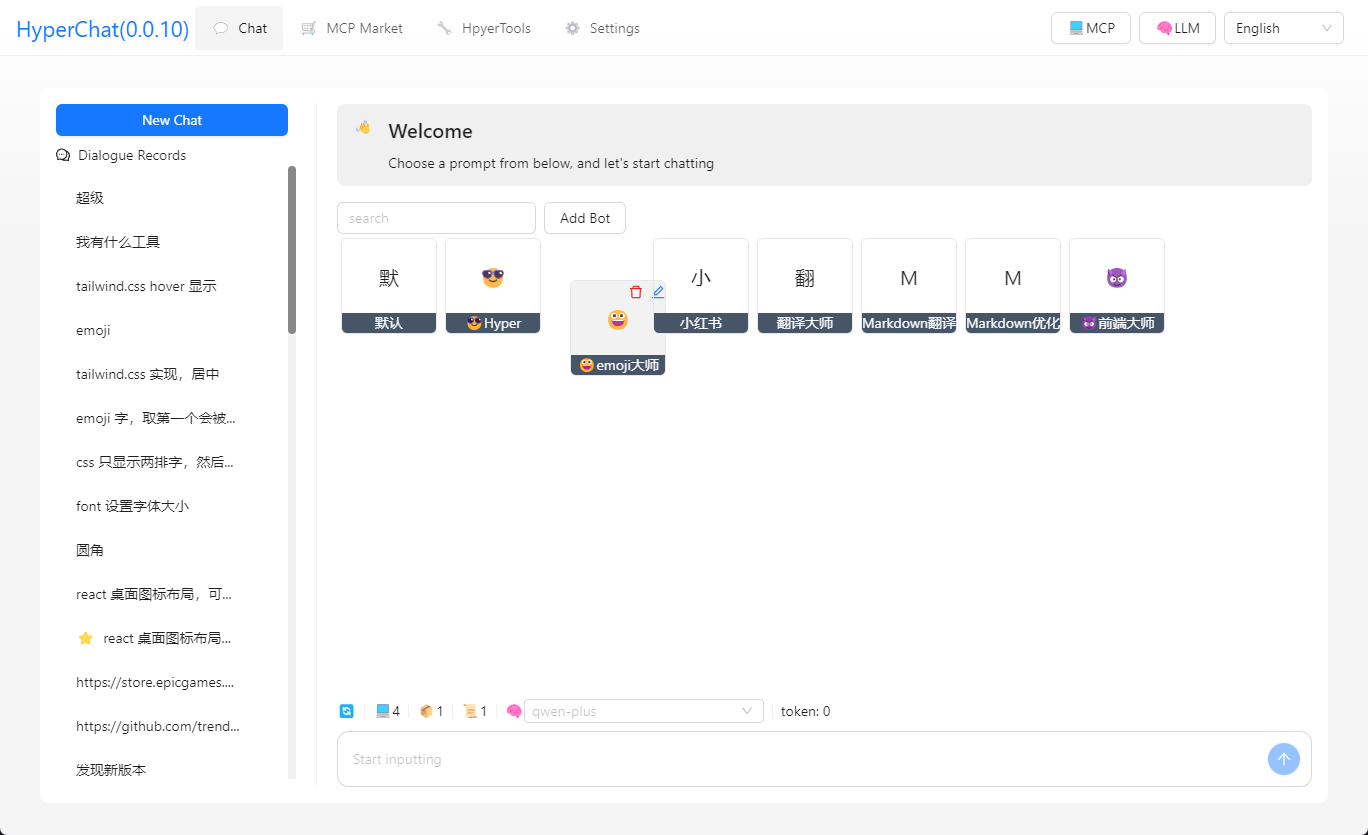 HyperChat(0.0.10)
Chat
MCP Market
HpyerTools
Settings
MCP
LLM
English
New Chat
Dialogue Records
超级
我有什么工具
tailwind.css hover 显示
emoji
tailwind.css 实现，居中
emoji 字，取第一个会被...
css 只显示两排字，然后...
font 设置字体大小
圆角
react 桌面图标布局，可...
react 桌面图标布局...
https://store.epicgames....
https://github.com/trend...
发现新版本
Welcome
Choose a prompt from below, and let's start chatting
search
Add Bot
默
默认
Hyper
emoji大师
小
小红书
翻
翻译大师
M
Markdown翻译
M
Markdown优化
前端大师
4
1
1
qwen-plus
token: 0
Start inputting